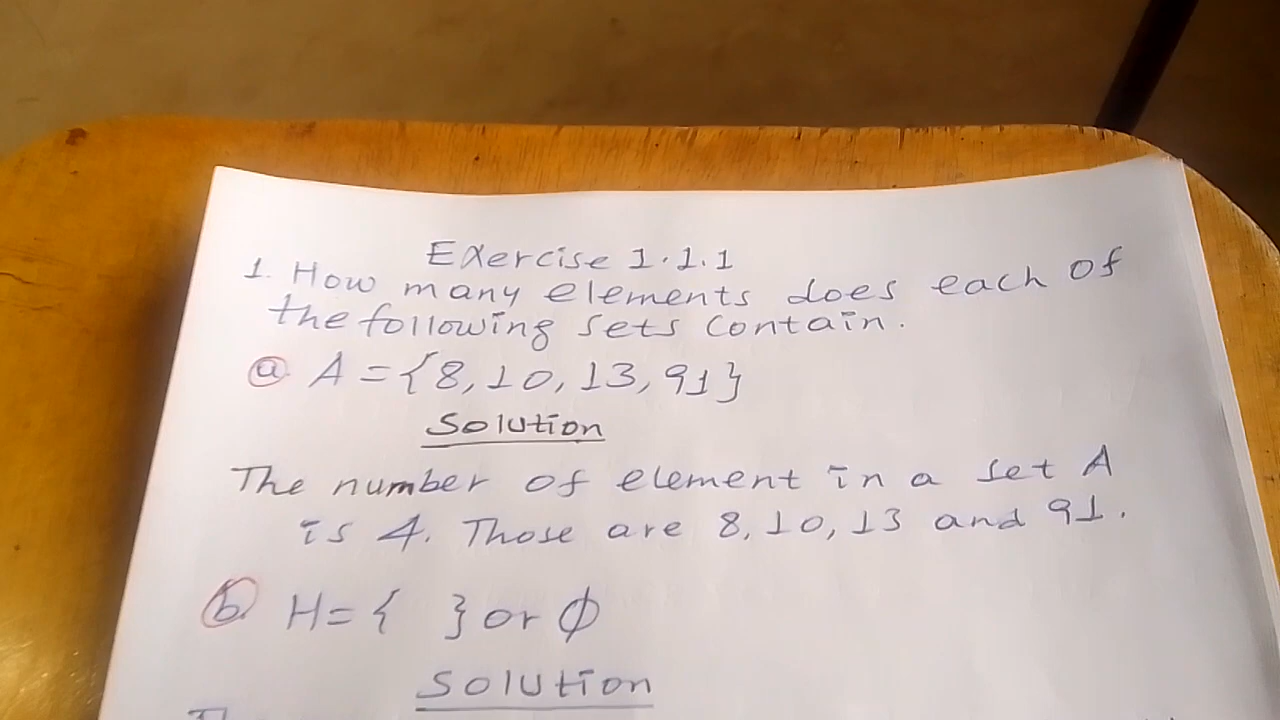 Exercise 1.1.1
1. How many elements does each of
the following sets contain.
ⓐ A = {8, 10, 13, 91}
Solution
The number of element in a set A
is 4. Those are 8, 10, 13 and 91.
ⓑ H = {   } or ∅
Solution